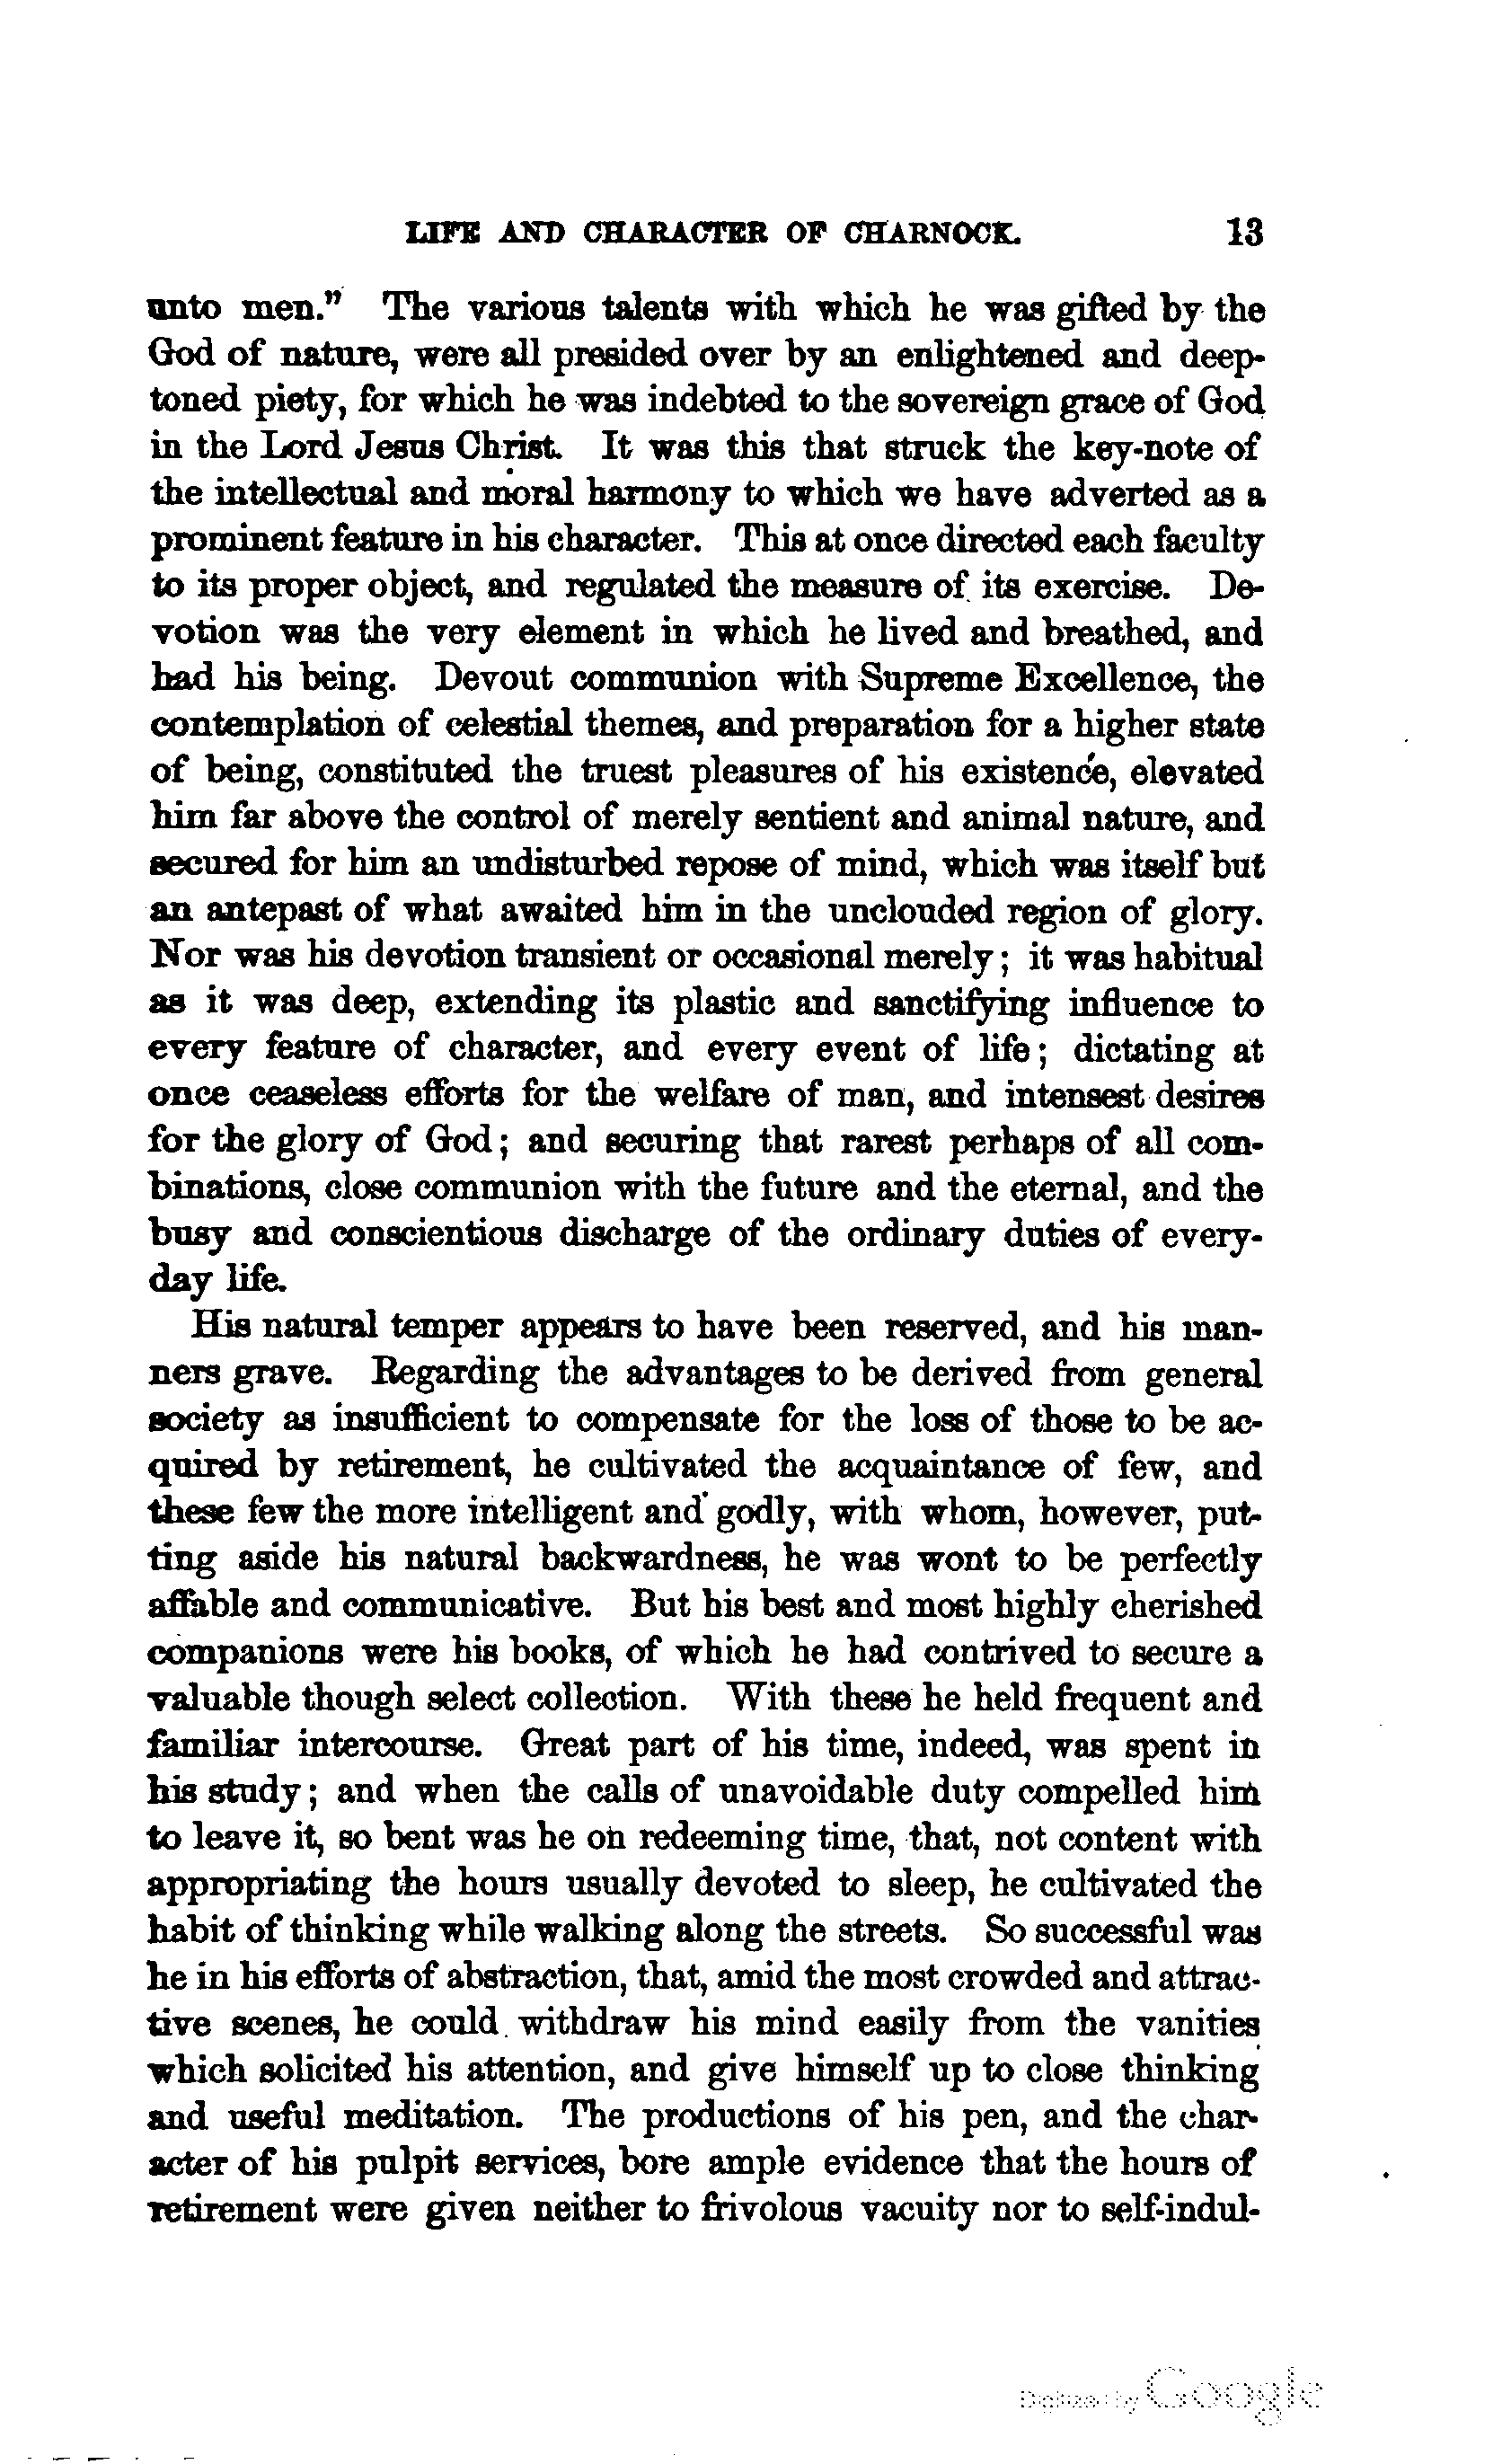 LIFE AND CHARACTER OF CHARNOCK. 13
unto men." The various talents with which he was gifted by the
God of nature, were all presided over by an enlightened and deep-
toned piety, for which he was indebted to the sovereign grace of God
in the Lord Jesus Christ. It was this that struck the key-note of
the intellectual and moral harmony to which we have adverted as a
prominent feature in his character. This at once directed each faculty
to its proper object, and regulated the measure of its exercise. De-
votion was the very element in which he lived and breathed, and
had his being. Devout communion with Supreme Excellence, the
contemplation of celestial themes, and preparation for a higher state
of being, constituted the truest pleasures of his existence, elevated
him far above the control of merely sentient and animal nature, and
secured for him an undisturbed repose of mind, which was itself but
an antepast of what awaited him in the unclouded region of glory.
Nor was his devotion transient or occasional merely; it was habitual
as it was deep, extending its plastic and sanctifying influence to
every feature of character, and every event of life; dictating at
once ceaseless efforts for the welfare of man, and intensest desires
for the glory of God; and securing that rarest perhaps of all com-
binations, close communion with the future and the eternal, and the
busy and conscientious discharge of the ordinary duties of every-
day life.
His natural temper appears to have been reserved, and his man-
ners grave. Regarding the advantages to be derived from general
society as insufficient to compensate for the loss of those to be ac-
quired by retirement, he cultivated the acquaintance of few, and
these few the more intelligent and godly, with whom, however, put-
ting aside his natural backwardness, he was wont to be perfectly
affable and communicative. But his best and most highly cherished
companions were his books, of which he had contrived to secure a
valuable though select collection. With these he held frequent and
familiar intercourse. Great part of his time, indeed, was spent in
his study; and when the calls of unavoidable duty compelled him
to leave it, so bent was he on redeeming time, that, not content with
appropriating the hours usually devoted to sleep, he cultivated the
habit of thinking while walking along the streets. So successful was
he in his efforts of abstraction, that, amid the most crowded and attrac-
tive scenes, he could withdraw his mind easily from the vanities
which solicited his attention, and give himself up to close thinking
and useful meditation. The productions of his pen, and the char-
acter of his pulpit services, bore ample evidence that the hours of
retirement were given neither to frivolous vacuity nor to self-indul-
Digitized by Google